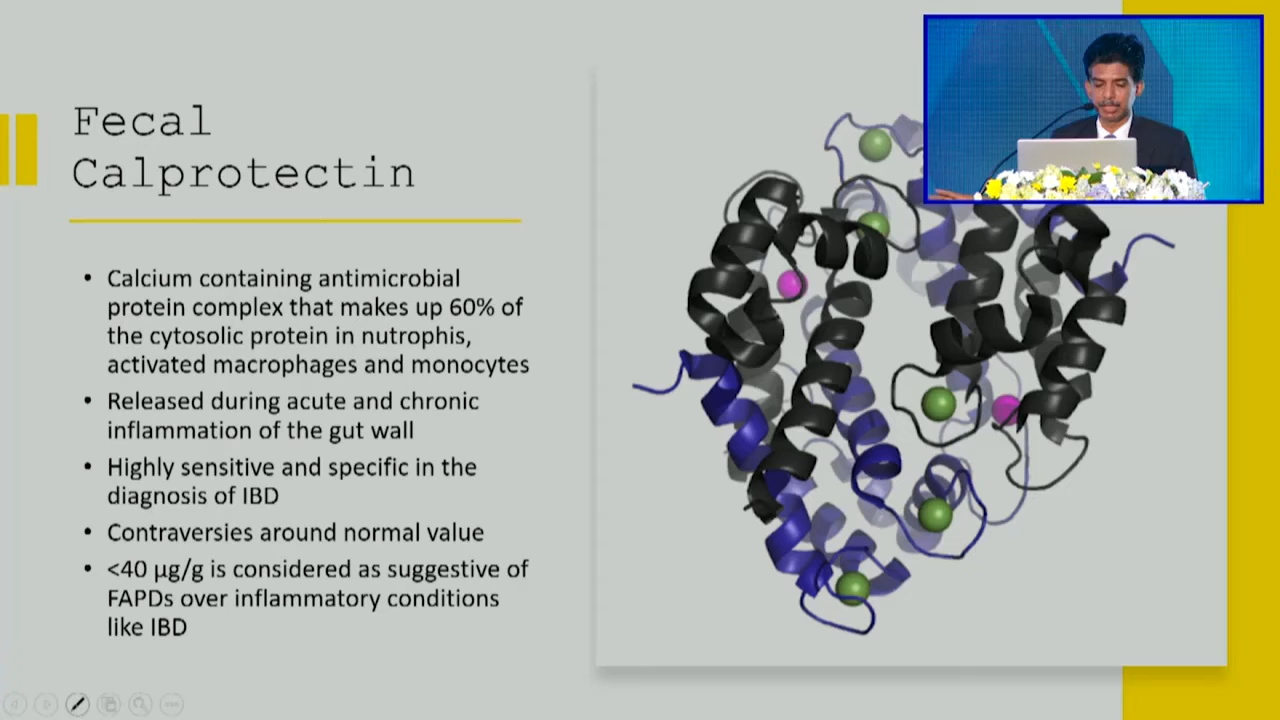 Fecal
Calprotectin
• Calcium containing antimicrobial
protein complex that makes up 60% of
the cytosolic protein in nutrophis,
activated macrophages and monocytes
• Released during acute and chronic
inflammation of the gut wall
• Highly sensitive and specific in the
diagnosis of IBD
• Contraversies around normal value
• <40 µg/g is considered as suggestive of
FAPDs over inflammatory conditions
like IBD